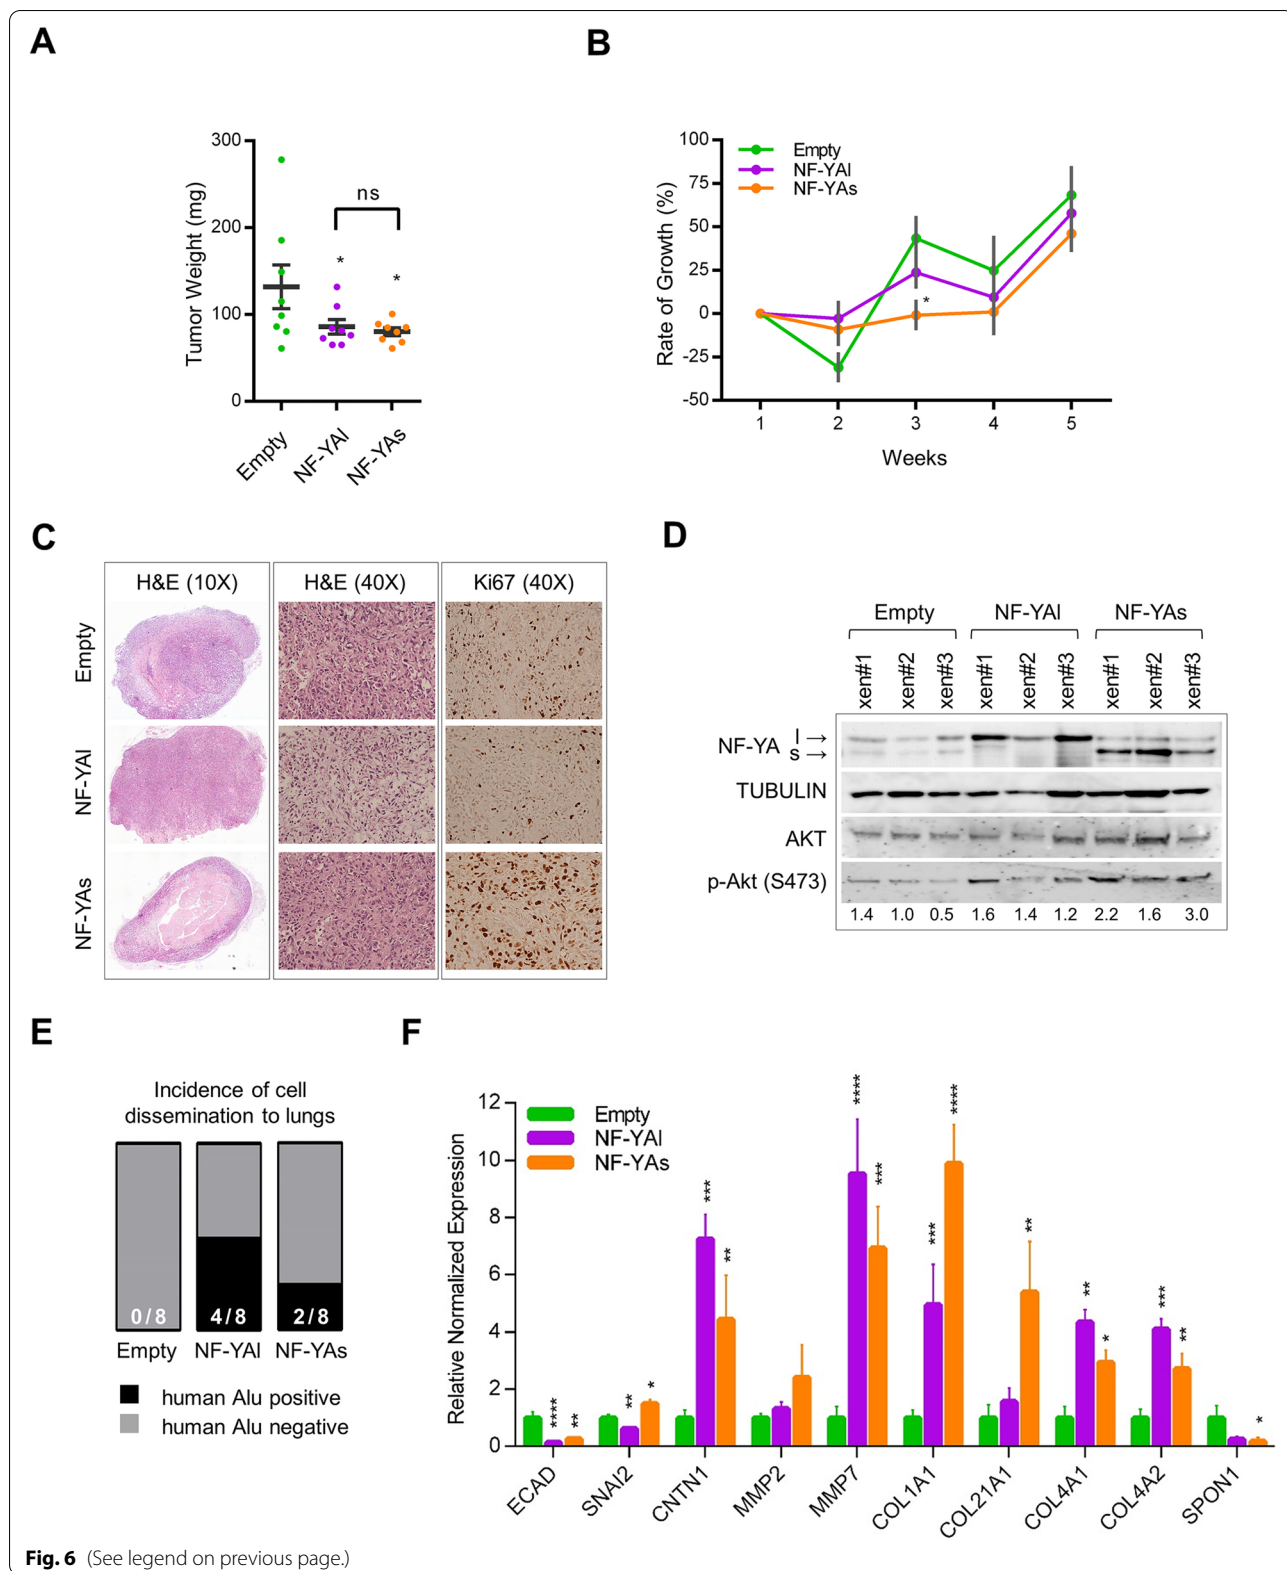 A
300
200
100
0
Tumor Weight (mg)
ns
*
*
Empty
NF-YAl
NF-YAs
B
100
75
50
25
0
-25
-50
Rate of Growth (%)
Empty
NF-YAl
NF-YAs
*
1 2 3 4 5
Weeks
C
H&E (10X) H&E (40X) Ki67 (40X)
Empty
NF-YAl
NF-YAs
D
Empty NF-YAl NF-YAs
xen#1 xen#2 xen#3 xen#1 xen#2 xen#3 xen#1 xen#2 xen#3
NF-YA l →
s →
TUBULIN
AKT
p-Akt (S473)
1.4 1.0 0.5 1.6 1.4 1.2 2.2 1.6 3.0
E
Incidence of cell
dissemination to lungs
0/8 4/8 2/8
Empty NF-YAl NF-YAs
human Alu positive
human Alu negative
F
12
10
8
6
4
2
0
Relative Normalized Expression
Empty
NF-YAl
NF-YAs
**** ** ** * *** ** **** *** *** **** ** ** * *** ** *
ECAD SNAI2 CNTN1 MMP2 MMP7 COL1A1 COL21A1 COL4A1 COL4A2 SPON1
Fig. 6 (See legend on previous page.)